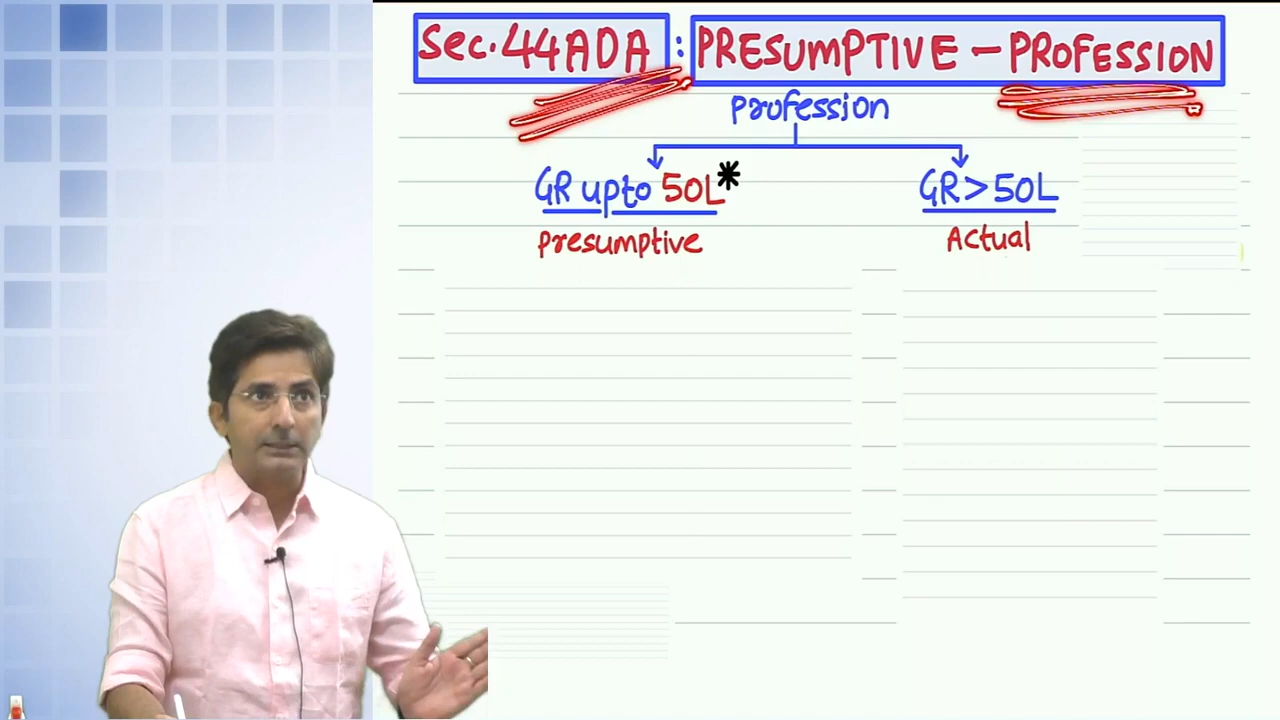 Sec.44ADA : PRESUMPTIVE - PROFESSION
Profession
GR upto 50L*
GR > 50L
Presumptive
Actual